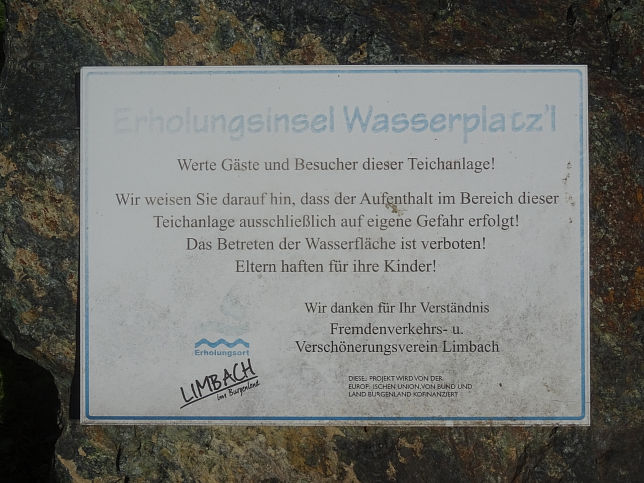 Erholungsinsel Wasserplatz'l
Werte Gäste und Besucher dieser Teichanlage!
Wir weisen Sie darauf hin, dass der Aufenthalt im Bereich dieser
Teichanlage ausschließlich auf eigene Gefahr erfolgt!
Das Betreten der Wasserfläche ist verboten!
Eltern haften für ihre Kinder!
Wir danken für Ihr Verständnis
Fremdenverkehrs- u.
Verschönerungsverein Limbach
Erholungsort
LIMBACH
im Burgenland
DIESES PROJEKT WIRD VON DER
EUROPÄISCHEN UNION, VON BUND UND
LAND BURGENLAND KOFINANZIERT